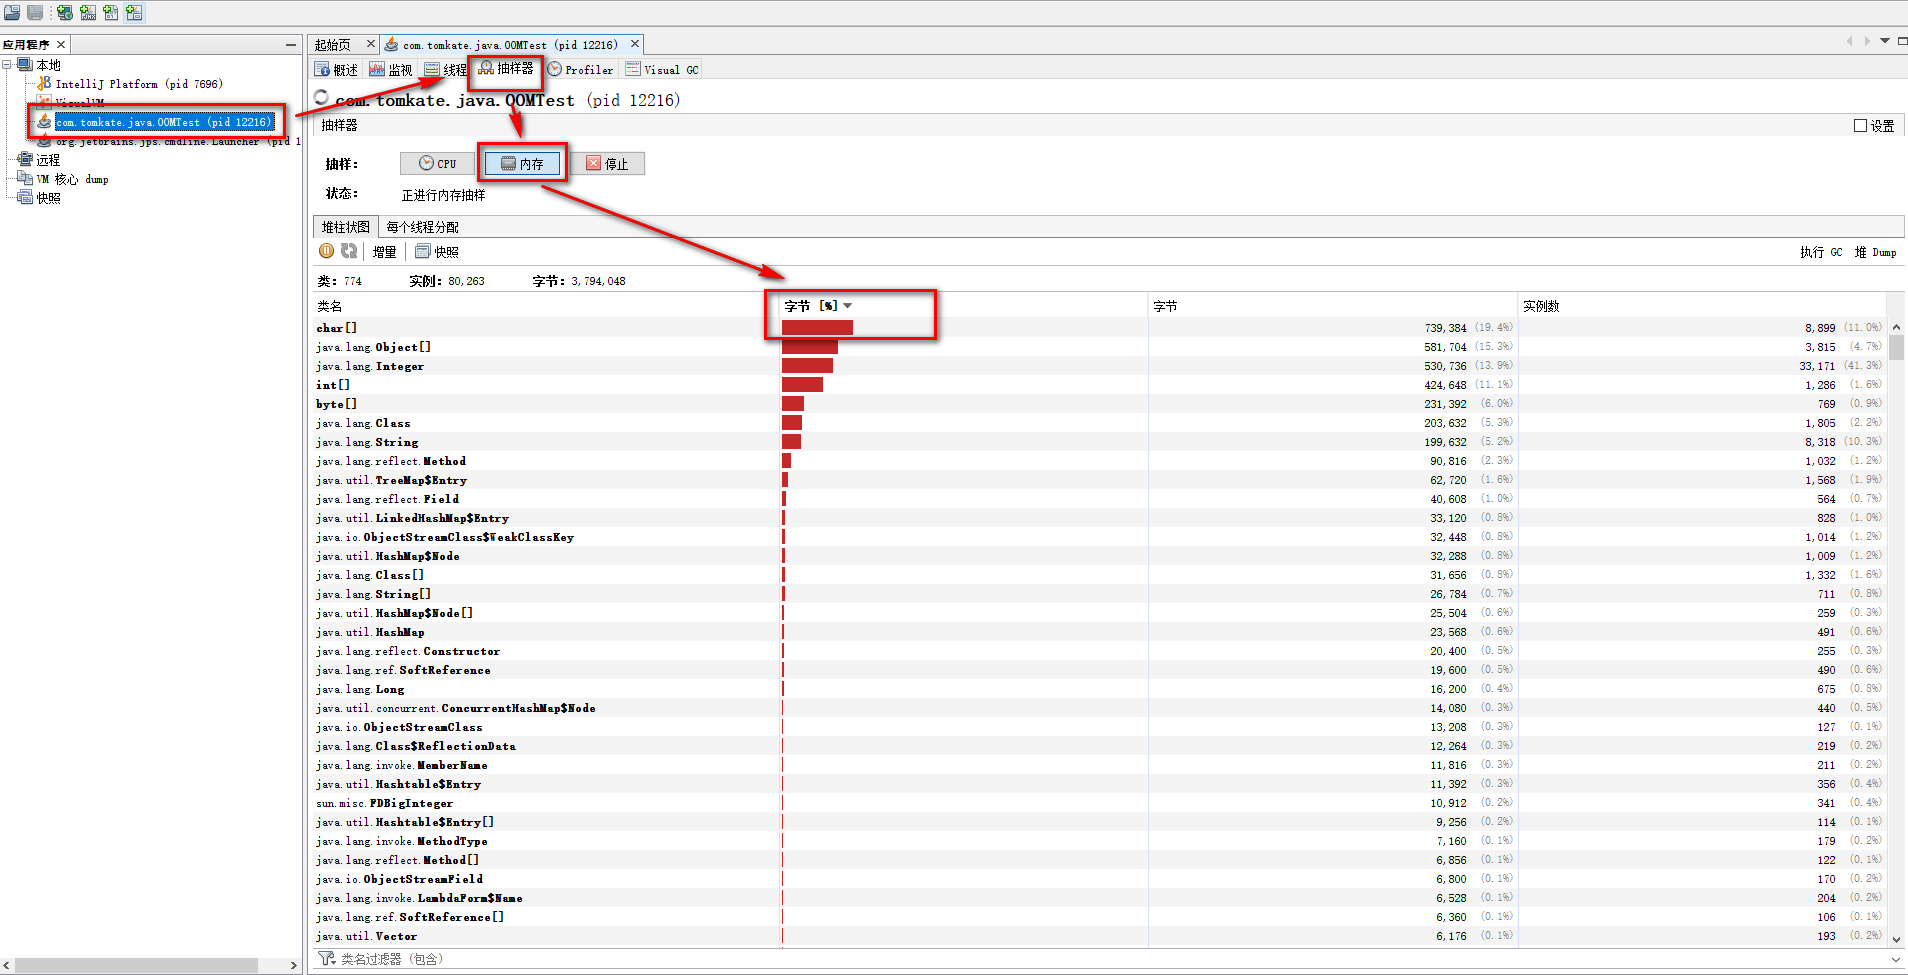 应用程序
本地
IntelliJ Platform (pid 7696)
VisualVM
com.tomkate.java.OOMTest (pid 12216)
org.jetbrains.jps.cmdline.Launcher (pid 1
远程
VM 核心 dump
快照
起始页 com.tomkate.java.OOMTest (pid 12216)
概述 监视 线程 抽样器 Profiler Visual GC
com.tomkate.java.OOMTest (pid 12216)
抽样器 设置
抽样: CPU 内存 停止
状态: 正进行内存抽样
堆柱状图 每个线程分配
增量 快照 执行 GC 堆 Dump
类: 774 实例: 80,263 字节: 3,794,048
类名 字节 [%] 字节 实例数
char[] 739,384 (19.4%) 8,899 (11.0%)
java.lang.Object[] 581,704 (15.3%) 3,815 (4.7%)
java.lang.Integer 530,736 (13.9%) 33,171 (41.3%)
int[] 424,648 (11.1%) 1,286 (1.6%)
byte[] 231,392 (6.0%) 769 (0.9%)
java.lang.Class 203,632 (5.3%) 1,805 (2.2%)
java.lang.String 199,632 (5.2%) 8,318 (10.3%)
java.lang.reflect.Method 90,816 (2.3%) 1,032 (1.2%)
java.util.TreeMap$Entry 62,720 (1.6%) 1,568 (1.9%)
java.lang.reflect.Field 40,608 (1.0%) 564 (0.7%)
java.util.LinkedHashMap$Entry 33,120 (0.8%) 828 (1.0%)
java.io.ObjectStreamClass$WeakClassKey 32,448 (0.8%) 1,014 (1.2%)
java.util.HashMap$Node 32,288 (0.8%) 1,009 (1.2%)
java.lang.Class[] 31,656 (0.8%) 1,332 (1.6%)
java.lang.String[] 26,784 (0.7%) 711 (0.8%)
java.util.HashMap$Node[] 25,504 (0.6%) 259 (0.3%)
java.util.HashMap 23,568 (0.6%) 491 (0.6%)
java.lang.reflect.Constructor 20,400 (0.5%) 255 (0.3%)
java.lang.ref.SoftReference 19,600 (0.5%) 490 (0.6%)
java.lang.Long 16,200 (0.4%) 675 (0.8%)
java.util.concurrent.ConcurrentHashMap$Node 14,080 (0.3%) 440 (0.5%)
java.io.ObjectStreamClass 13,208 (0.3%) 127 (0.1%)
java.lang.Class$ReflectionData 12,264 (0.3%) 219 (0.2%)
java.lang.invoke.MemberName 11,816 (0.3%) 211 (0.2%)
java.util.Hashtable$Entry 11,392 (0.3%) 356 (0.4%)
sun.misc.FDBigInteger 10,912 (0.2%) 341 (0.4%)
java.util.Hashtable$Entry[] 9,256 (0.2%) 114 (0.1%)
java.lang.invoke.MethodType 7,160 (0.1%) 179 (0.2%)
java.lang.reflect.Method[] 6,856 (0.1%) 122 (0.1%)
java.io.ObjectStreamField 6,800 (0.1%) 170 (0.2%)
java.lang.invoke.LambdaForm$Name 6,528 (0.1%) 204 (0.2%)
java.lang.ref.SoftReference[] 6,360 (0.1%) 106 (0.1%)
java.util.Vector 6,176 (0.1%) 193 (0.2%)
类名过滤器 (包含)